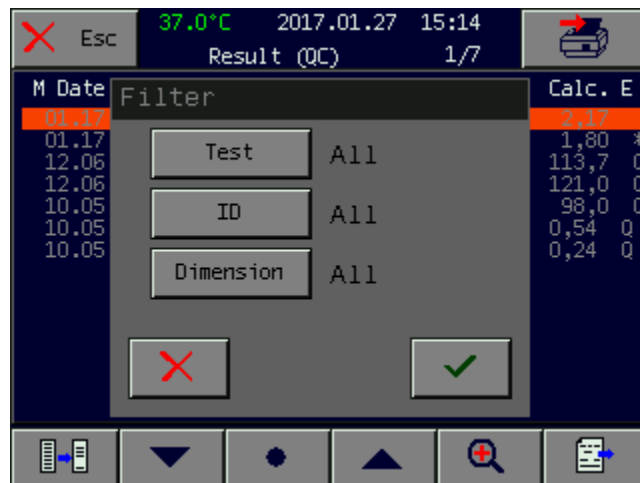 Esc
37.0°C 2017.01.27 15:14
Result (QC) 1/7
M Date Calc. E
Filter
01.17 2,17
01.17 1,80 *
12.06 113,7
12.06 121,0
10.05 98,0
10.05 0,54 Q
10.05 0,24 Q
Test All
ID All
Dimension All